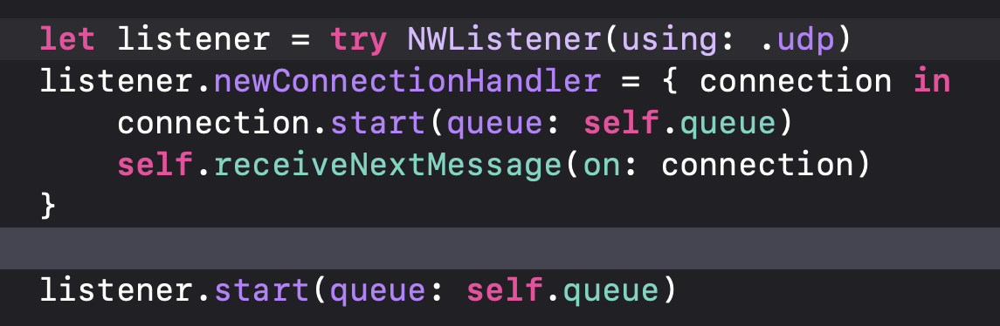 let listener = try NWListener(using: .udp)
listener.newConnectionHandler = { connection in
    connection.start(queue: self.queue)
    self.receiveNextMessage(on: connection)
}
listener.start(queue: self.queue)